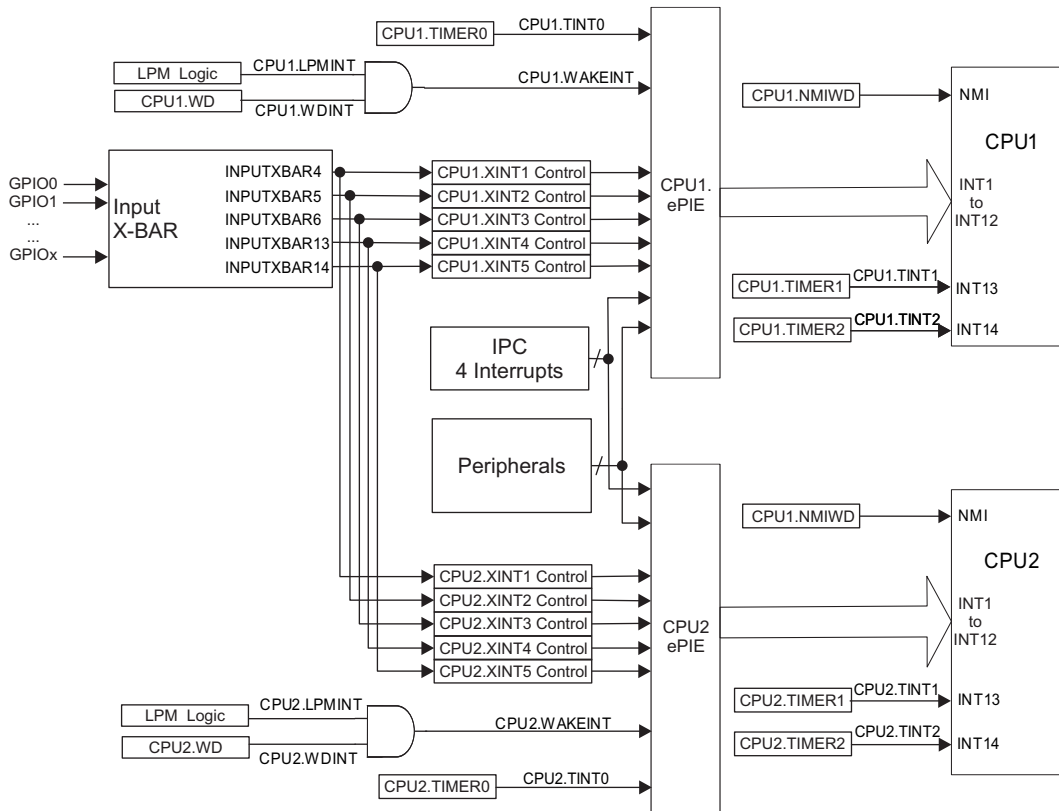 CPU1.TIMER0
CPU1.TINT0
LPM Logic
CPU1.LPMINT
CPU1.WD
CPU1.WDINT
CPU1.WAKEINT
CPU1.NMIWD
NMI
CPU1
GPIO0
GPIO1
...
...
GPIOx
Input
X-BAR
INPUTXBAR4
INPUTXBAR5
INPUTXBAR6
INPUTXBAR13
INPUTXBAR14
CPU1.XINT1 Control
CPU1.XINT2 Control
CPU1.XINT3 Control
CPU1.XINT4 Control
CPU1.XINT5 Control
CPU1.
ePIE
INT1
to
INT12
CPU1.TIMER1
CPU1.TINT1
INT13
CPU1.TIMER2
CPU1.TINT2
INT14
IPC
4 Interrupts
Peripherals
CPU1.NMIWD
NMI
CPU2
CPU2.XINT1 Control
CPU2.XINT2 Control
CPU2.XINT3 Control
CPU2.XINT4 Control
CPU2.XINT5 Control
CPU2
ePIE
INT1
to
INT12
CPU2.TIMER1
CPU2.TINT1
INT13
CPU2.TIMER2
CPU2.TINT2
INT14
LPM Logic
CPU2.LPMINT
CPU2.WD
CPU2.WDINT
CPU2.WAKEINT
CPU2.TIMER0
CPU2.TINT0